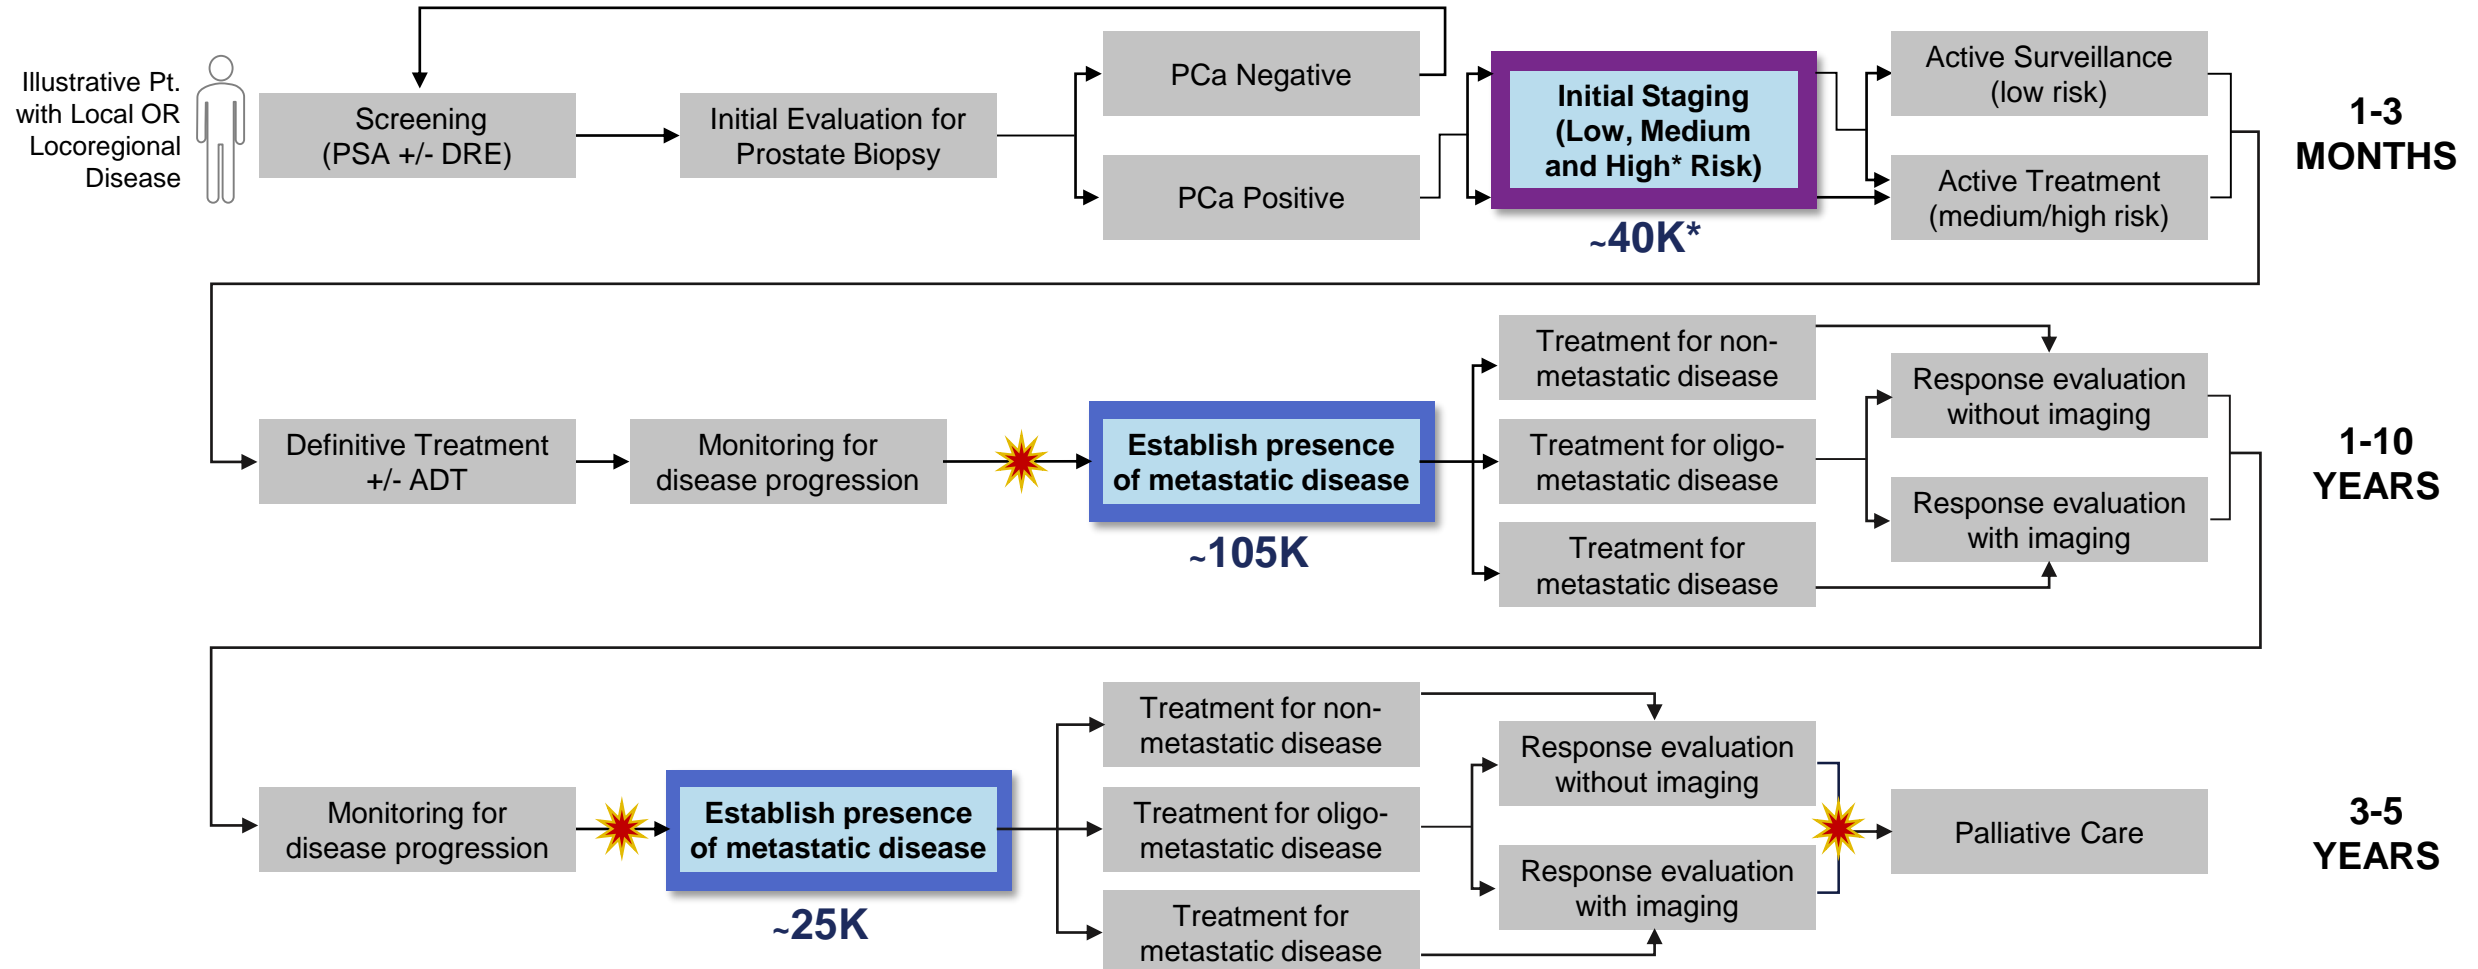 Illustrative Pt.
with Local OR
Locoregional
Disease
Screening
(PSA +/- DRE)
Initial Evaluation for
Prostate Biopsy
PCa Negative
PCa Positive
Initial Staging
(Low, Medium
and High* Risk)
~40K*
Active Surveillance
(low risk)
Active Treatment
(medium/high risk)
1-3
MONTHS
Definitive Treatment
+/- ADT
Monitoring for
disease progression
Establish presence
of metastatic disease
~105K
Treatment for non-
metastatic disease
Treatment for oligo-
metastatic disease
Treatment for
metastatic disease
Response evaluation
without imaging
Response evaluation
with imaging
1-10
YEARS
Monitoring for
disease progression
Establish presence
of metastatic disease
~25K
Treatment for non-
metastatic disease
Treatment for oligo-
metastatic disease
Treatment for
metastatic disease
Response evaluation
without imaging
Response evaluation
with imaging
Palliative Care
3-5
YEARS